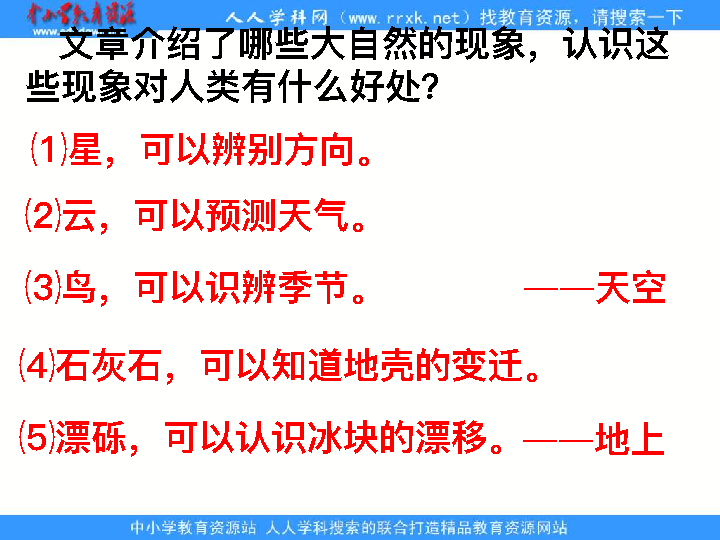 中小学教育资源
www.
人人学科网（www.rrxk.net）找教育资源，请搜索一下
文章介绍了哪些大自然的现象，认识这
些现象对人类有什么好处？
⑴星，可以辨别方向。
⑵云，可以预测天气。
⑶鸟，可以识辨季节。 ——天空
⑷石灰石，可以知道地壳的变迁。
⑸漂砾，可以认识冰块的漂移。——地上
中小学教育资源站 人人学科搜索的联合打造精品教育资源网站